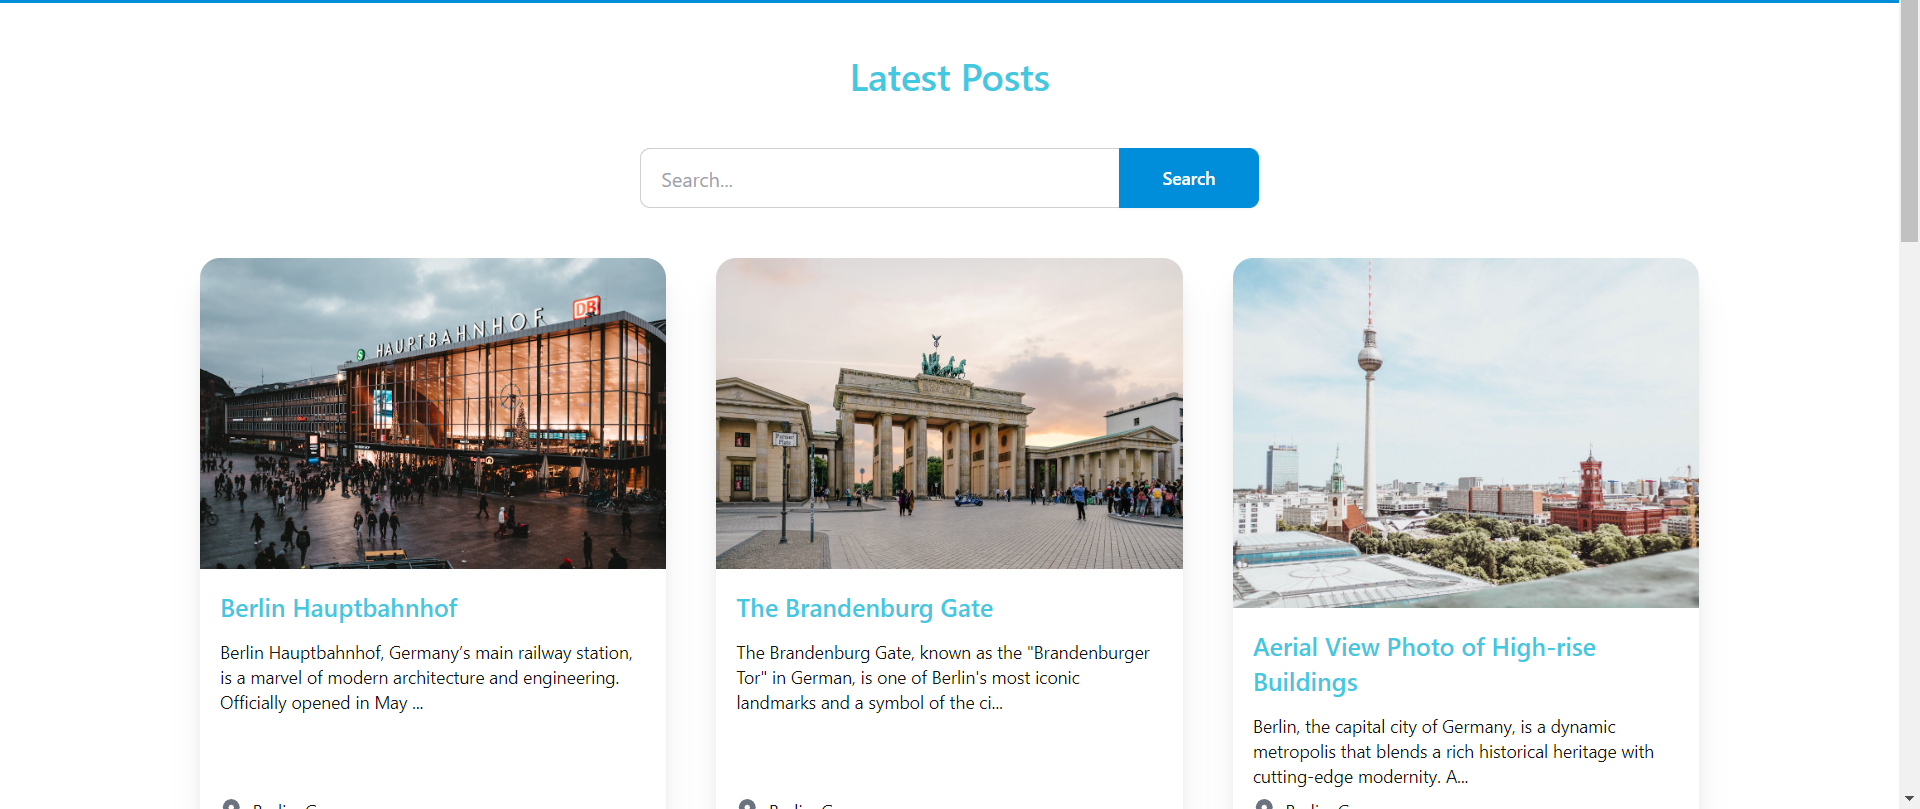 Latest Posts
Search...
Search
HAUPTBAHNHOF
DB
S
Berlin Hauptbahnhof
Berlin Hauptbahnhof, Germany’s main railway station,
is a marvel of modern architecture and engineering.
Officially opened in May ...
Pariser
Platz
The Brandenburg Gate
The Brandenburg Gate, known as the "Brandenburger
Tor" in German, is one of Berlin's most iconic
landmarks and a symbol of the ci...
Aerial View Photo of High-rise
Buildings
Berlin, the capital city of Germany, is a dynamic
metropolis that blends a rich historical heritage with
cutting-edge modernity. A...